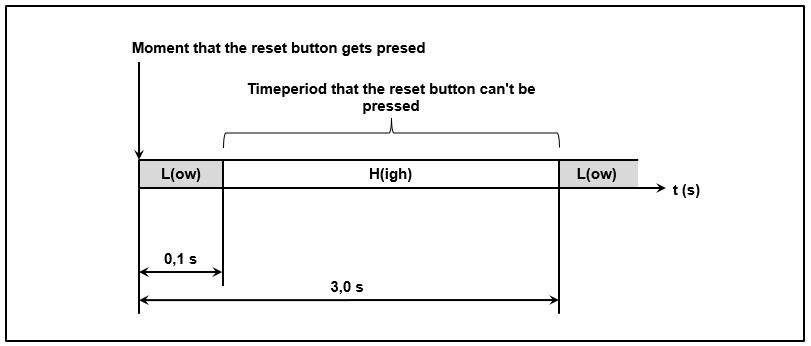 Moment that the reset button gets presed
Timeperiod that the reset button can't be
pressed
L(ow)
H(igh)
L(ow)
t (s)
0,1 s
3,0 s